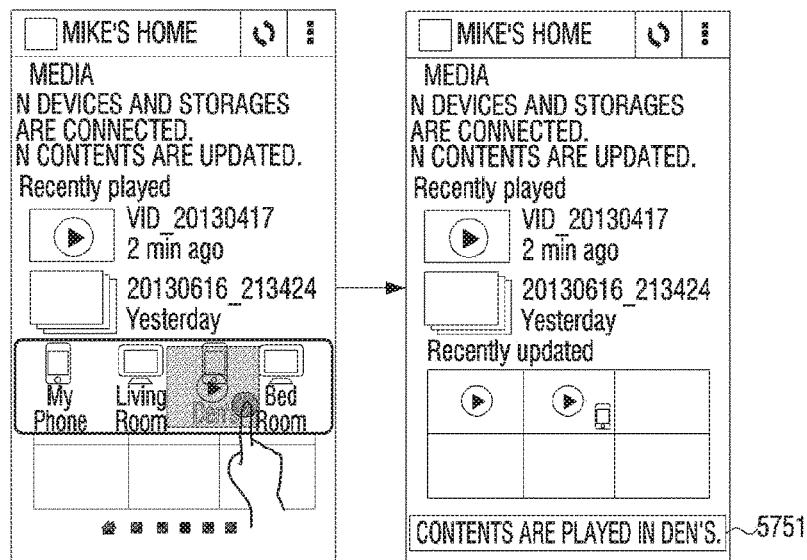 MIKE'S HOME
MEDIA
N DEVICES AND STORAGES
ARE CONNECTED.
N CONTENTS ARE UPDATED.
Recently played
VID_20130417
2 min ago
20130616_213424
Yesterday
My Phone
Living Room
Den
Bed Room
MIKE'S HOME
MEDIA
N DEVICES AND STORAGES
ARE CONNECTED.
N CONTENTS ARE UPDATED.
Recently played
VID_20130417
2 min ago
20130616_213424
Yesterday
Recently updated
CONTENTS ARE PLAYED IN DEN'S.
5751